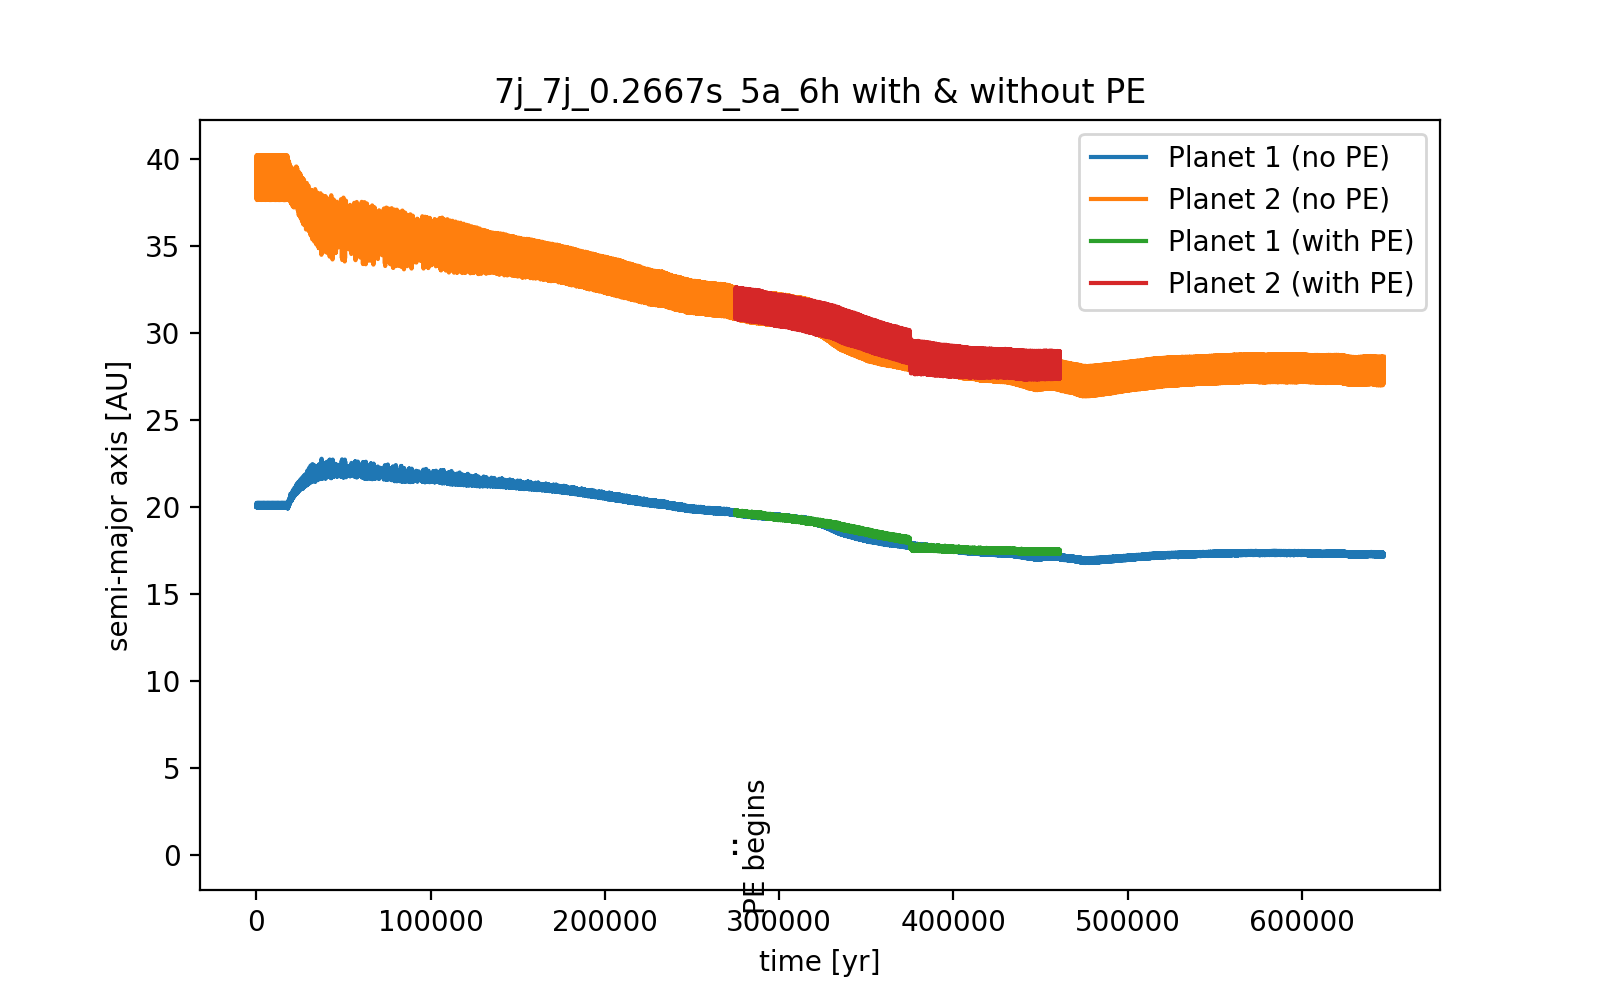 7j_7j_0.2667s_5a_6h with & without PE
Planet 1 (no PE)
Planet 2 (no PE)
Planet 1 (with PE)
Planet 2 (with PE)
semi-major axis [AU]
40
35
30
25
20
15
10
5
0
PE begins
0
100000
200000
300000
400000
500000
600000
time [yr]